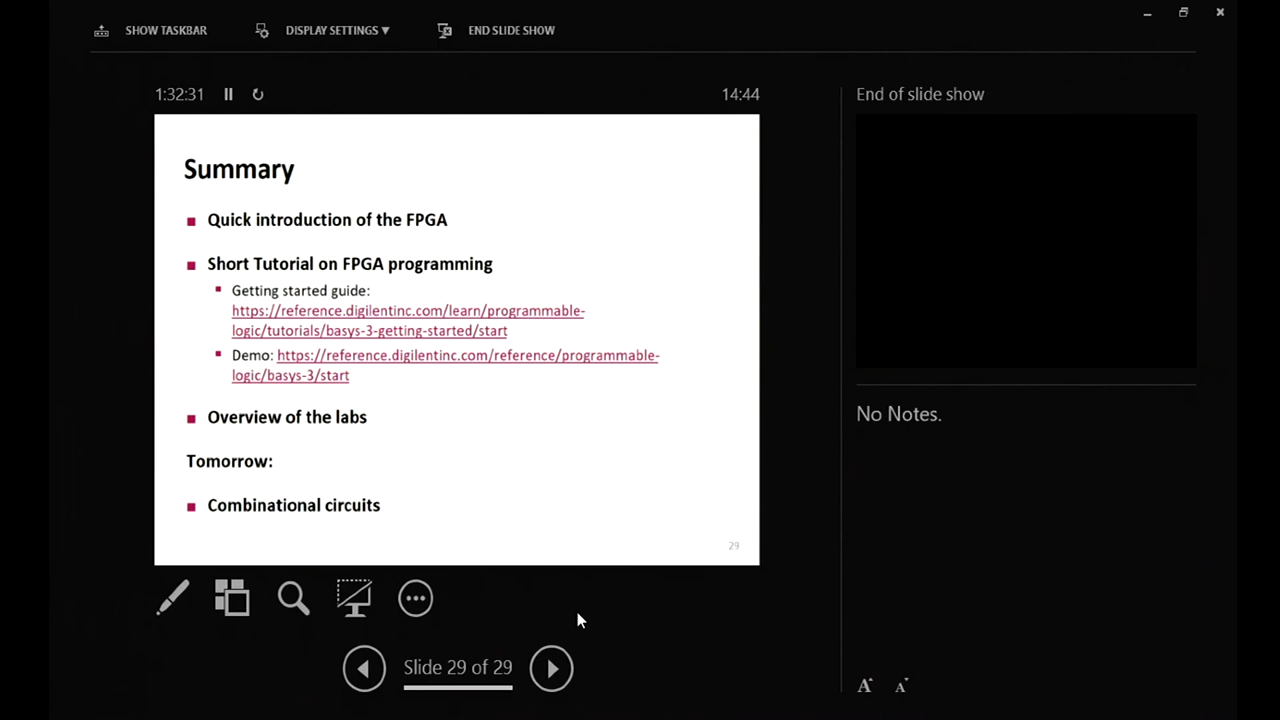 SHOW TASKBAR
DISPLAY SETTINGS ▼
END SLIDE SHOW
1:32:31
14:44
Summary
Quick introduction of the FPGA
Short Tutorial on FPGA programming
Getting started guide:
https://reference.digilentinc.com/learn/programmable-
logic/tutorials/basys-3-getting-started/start
Demo: https://reference.digilentinc.com/reference/programmable-
logic/basys-3/start
Overview of the labs
Tomorrow:
Combinational circuits
29
Slide 29 of 29
End of slide show
No Notes.
A A